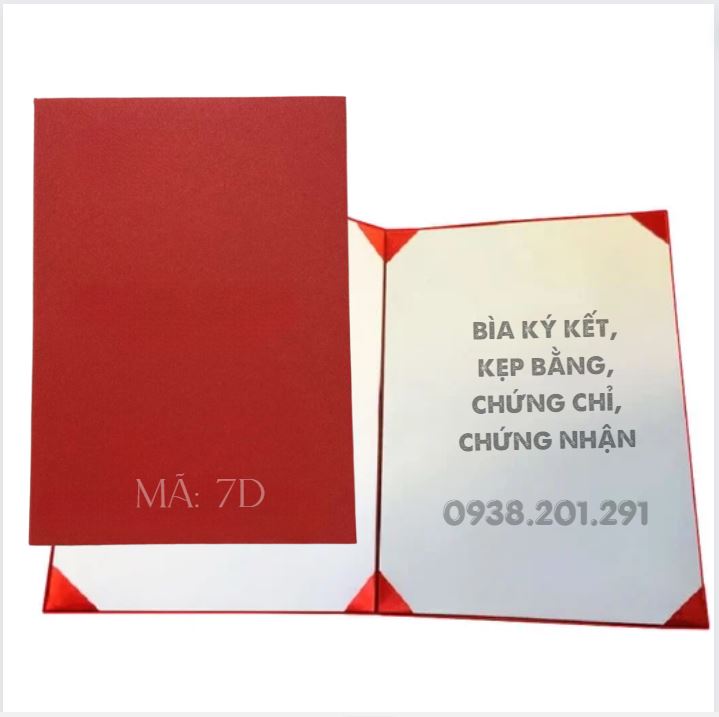 MÃ: 7D
BÌA KÝ KẾT,
KẸP BẰNG,
CHỨNG CHỈ,
CHỨNG NHẬN
0938.201.291